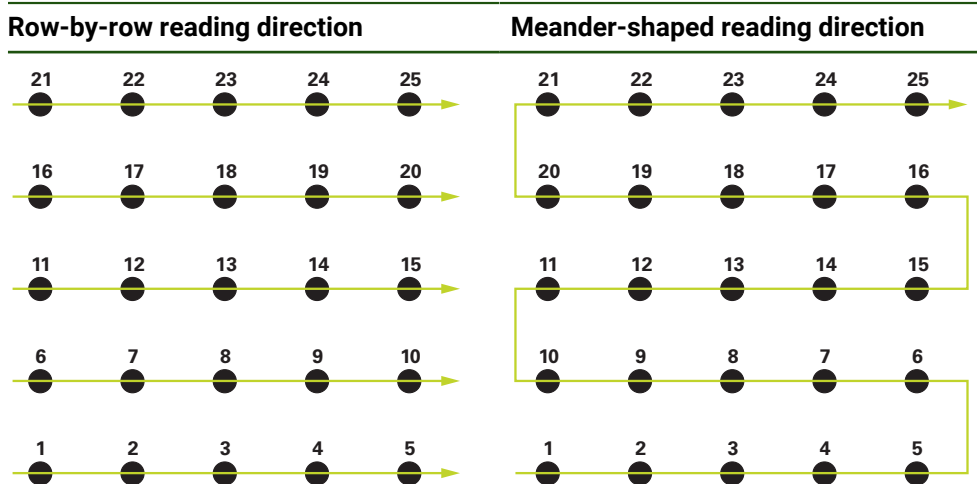 Row-by-row reading direction
Meander-shaped reading direction
21 22 23 24 25
16 17 18 19 20
11 12 13 14 15
6 7 8 9 10
1 2 3 4 5
21 22 23 24 25
20 19 18 17 16
11 12 13 14 15
10 9 8 7 6
1 2 3 4 5